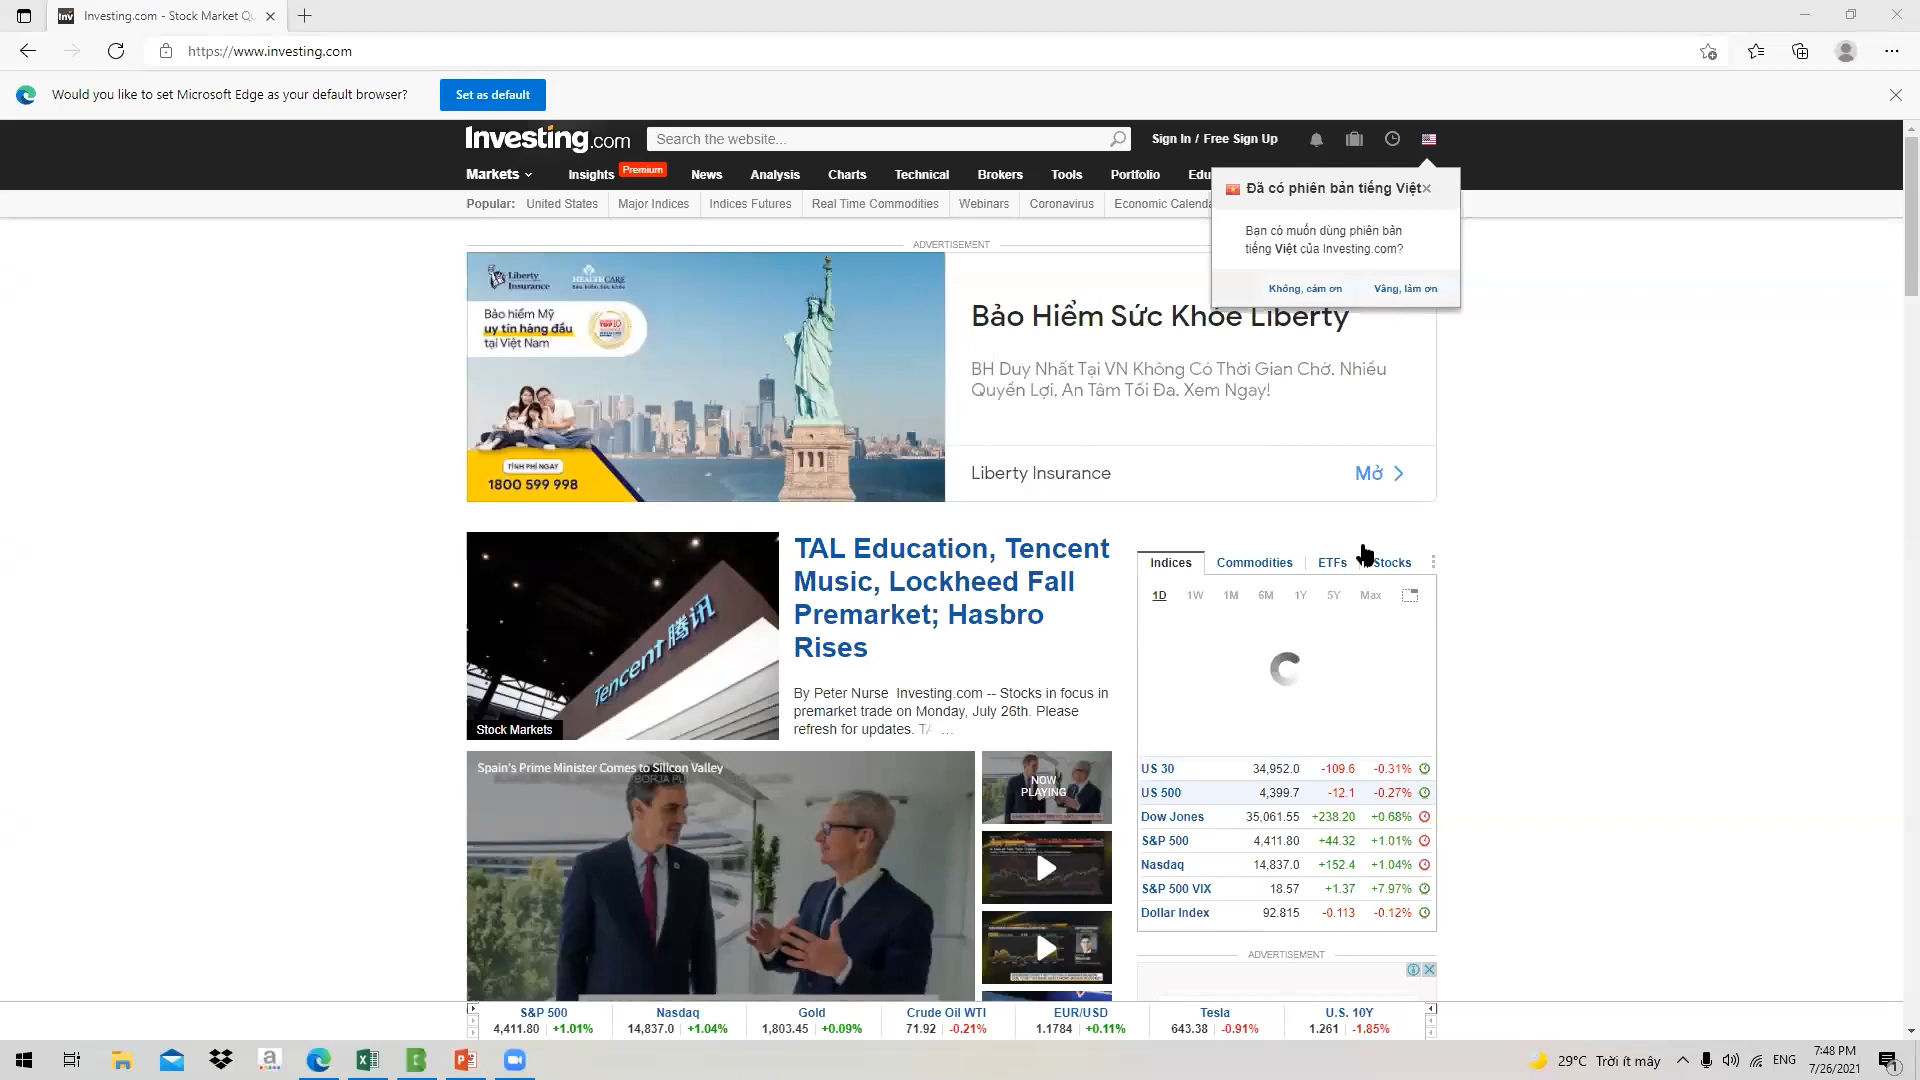 Investing.com - Stock Market Qu
https://www.investing.com
Would you like to set Microsoft Edge as your default browser?
Set as default
Investing.com
Search the website...
Sign In / Free Sign Up
Markets
Insights
Premium
News
Analysis
Charts
Technical
Brokers
Tools
Portfolio
Edu
Popular:
United States
Major Indices
Indices Futures
Real Time Commodities
Webinars
Coronavirus
Economic Calenda
Đã có phiên bản tiếng Việt
Bạn có muốn dùng phiên bản
tiếng Việt của Investing.com?
Không, cám ơn
Vâng, làm ơn
ADVERTISEMENT
Liberty
Insurance
HEALTHCARE
Bảo hiểm Mỹ
uy tín hàng đầu
tại Việt Nam
TOP10
TÍNH PHÍ NGAY
1800 599 998
Bảo Hiểm Sức Khỏe Liberty
BH Duy Nhất Tại VN Không Có Thời Gian Chờ. Nhiều
Quyền Lợi, An Tâm Tối Đa. Xem Ngay!
Liberty Insurance
Mở
Tencent 腾讯
Stock Markets
TAL Education, Tencent
Music, Lockheed Fall
Premarket; Hasbro
Rises
By Peter Nurse Investing.com -- Stocks in focus in
premarket trade on Monday, July 26th. Please
refresh for updates. TA ...
Indices
Commodities
ETFs
Stocks
1D 1W 1M 6M 1Y 5Y Max
US 30 34,952.0 -109.6 -0.31%
US 500 4,399.7 -12.1 -0.27%
Dow Jones 35,061.55 +238.20 +0.68%
S&P 500 4,411.80 +44.32 +1.01%
Nasdaq 14,837.0 +152.4 +1.04%
S&P 500 VIX 18.57 +1.37 +7.97%
Dollar Index 92.815 -0.113 -0.12%
ADVERTISEMENT
Spain's Prime Minister Comes to Silicon Valley
NOW
PLAYING
S&P 500
4,411.80 +1.01%
Nasdaq
14,837.0 +1.04%
Gold
1,803.45 +0.09%
Crude Oil WTI
71.92 -0.21%
EUR/USD
1.1784 +0.11%
Tesla
643.38 -0.91%
U.S. 10Y
1.261 -1.85%
29°C Trời ít mây
ENG
7:48 PM
7/26/2021
1